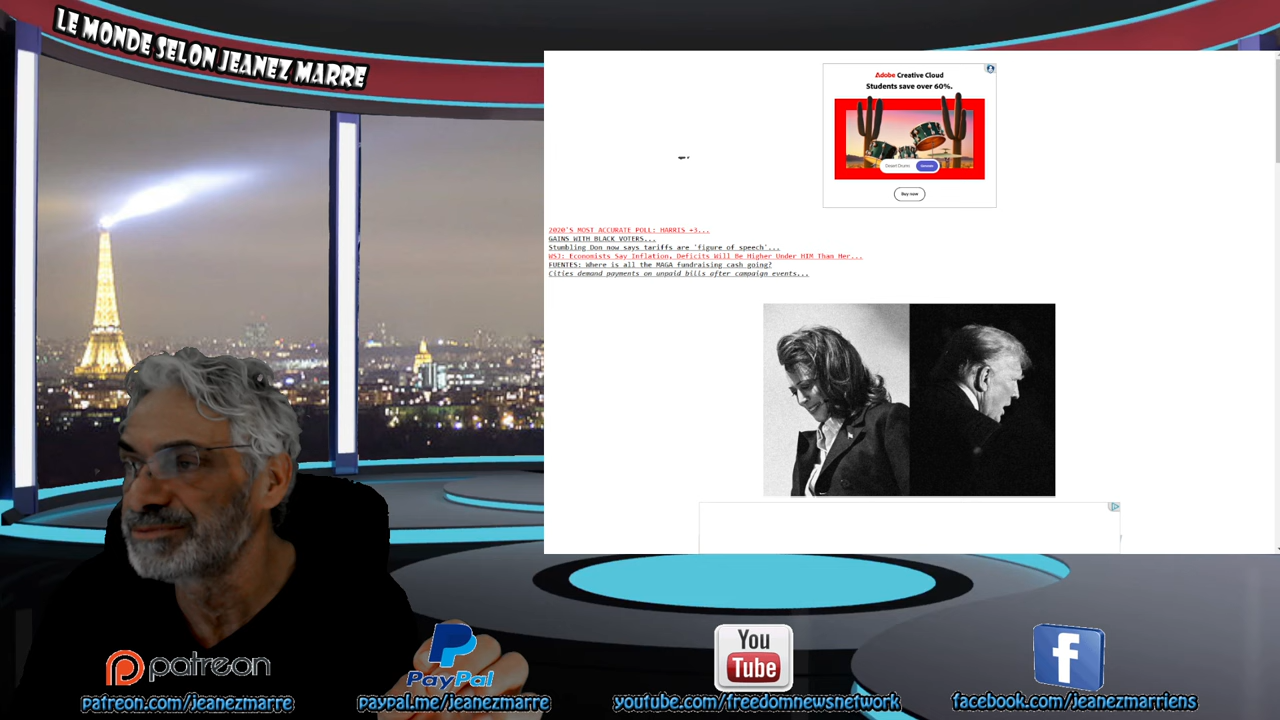 LE MONDE SELON JEANEZ MARRE
Adobe Creative Cloud
Students save over 60%.
Desert Drums
Buy now
2020'S MOST ACCURATE POLL: HARRIS +3...
GAINS WITH BLACK VOTERS...
Stumbling Don now says tariffs are 'figure of speech'...
WSJ: Economists Say Inflation, Deficits Will Be Higher Under HIM Than Her...
FUENTES: Where is all the MAGA fundraising cash going?
Cities demand payments on unpaid bills after campaign events...
patreon
PayPal
You
Tube
f
patreon.com/jeanezmarre
paypal.me/jeanezmarre
youtube.com/freedomnewsnetwork
facebook.com/jeanezmarriens